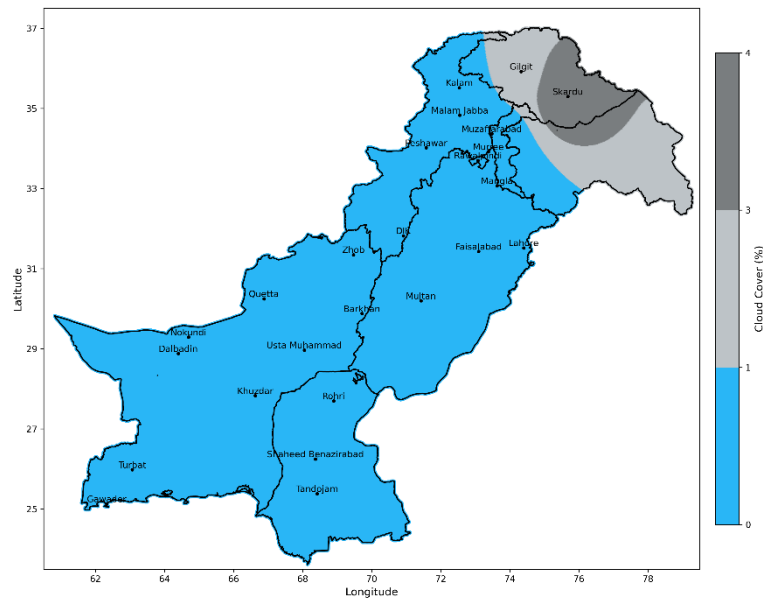 37
35
33
31
29
27
25
Latitude
62
64
66
68
70
72
74
76
78
Longitude
Gilgit
Skardu
Kalam
Malam Jabba
Muzaffarabad
Peshawar
Murree
Rawalpindi
Mangla
DIK
Faisalabad
Lahore
Zhob
Quetta
Multan
Barkhan
Nokundi
Dalbadin
Usta Muhammad
Khuzdar
Rohri
Shaheed Benazirabad
Turbat
Tandojam
Gawader
4
3
1
0
Cloud Cover (%)